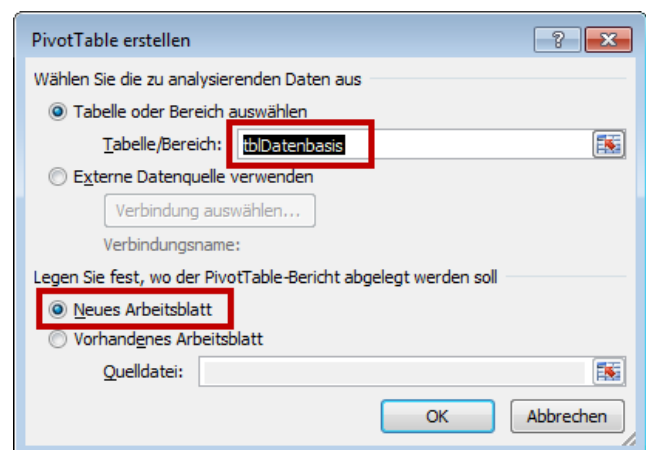 PivotTable erstellen
Wählen Sie die zu analysierenden Daten aus
Tabelle oder Bereich auswählen
Tabelle/Bereich: tblDatenbasis
Externe Datenquelle verwenden
Verbindung auswählen...
Verbindungsname:
Legen Sie fest, wo der PivotTable-Bericht abgelegt werden soll
Neues Arbeitsblatt
Vorhandenes Arbeitsblatt
Quelldatei:
OK Abbrechen